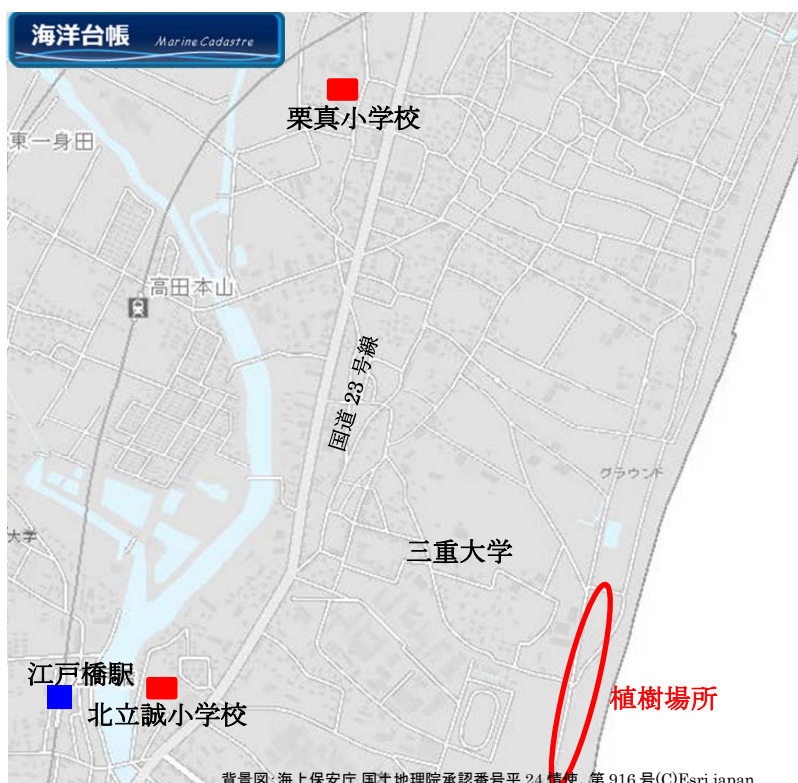 海洋台帳 Marine Cadastre
栗真小学校
東一身田
高田本山
国道 23 号線
グラウンド
大学
三重大学
江戸橋駅
北立誠小学校
植樹場所
背景図:海上保安庁 国土地理院承認番号平 24 情使 第 916 号(C)Esri japan